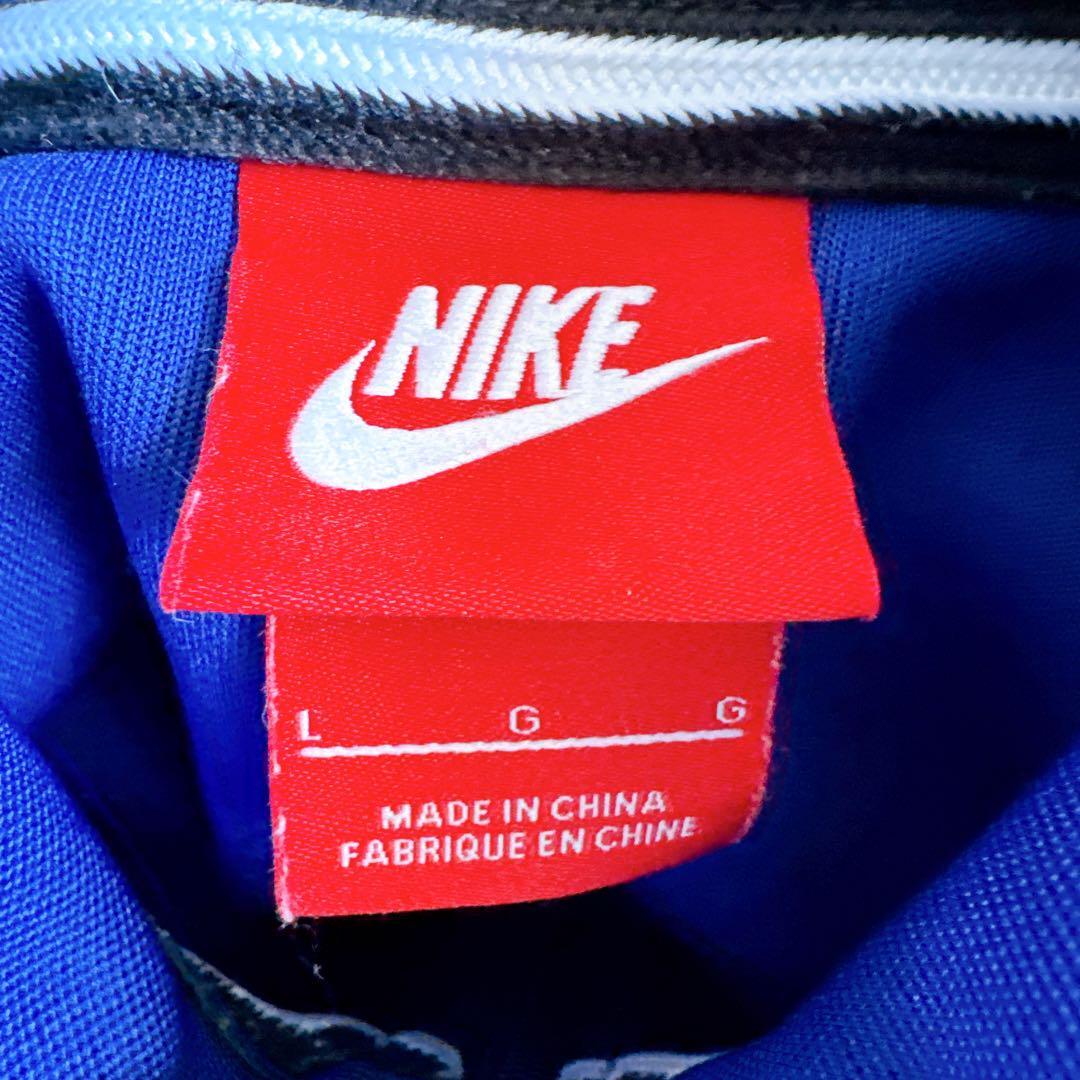 NIKE
L G G
MADE IN CHINA
FABRIQUE EN CHINE